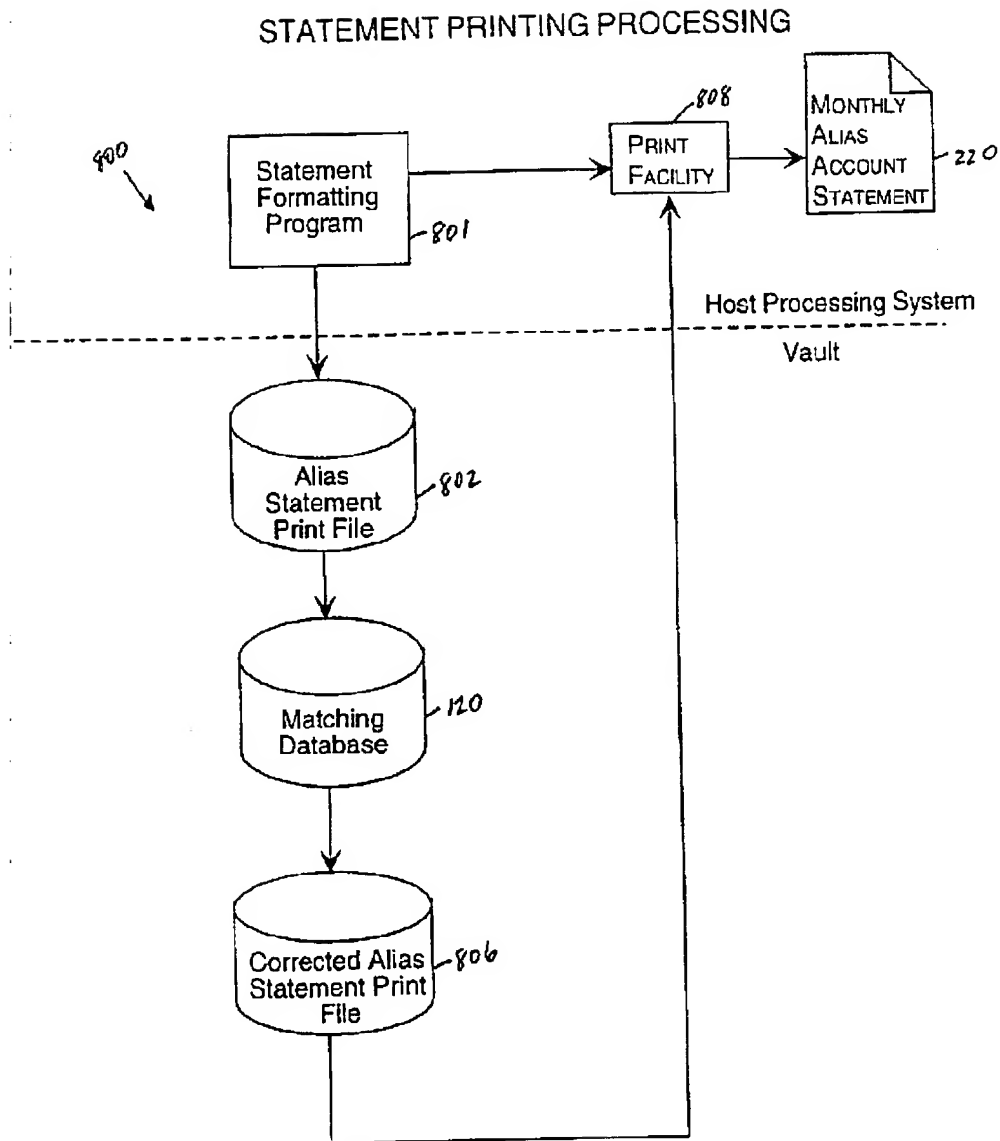 STATEMENT PRINTING PROCESSING
800
Statement
Formatting
Program
801
808
PRINT
FACILITY
MONTHLY
ALIAS
ACCOUNT
STATEMENT
220
Host Processing System
Vault
Alias
Statement
Print File
802
Matching
Database
120
Corrected Alias
Statement Print
File
806